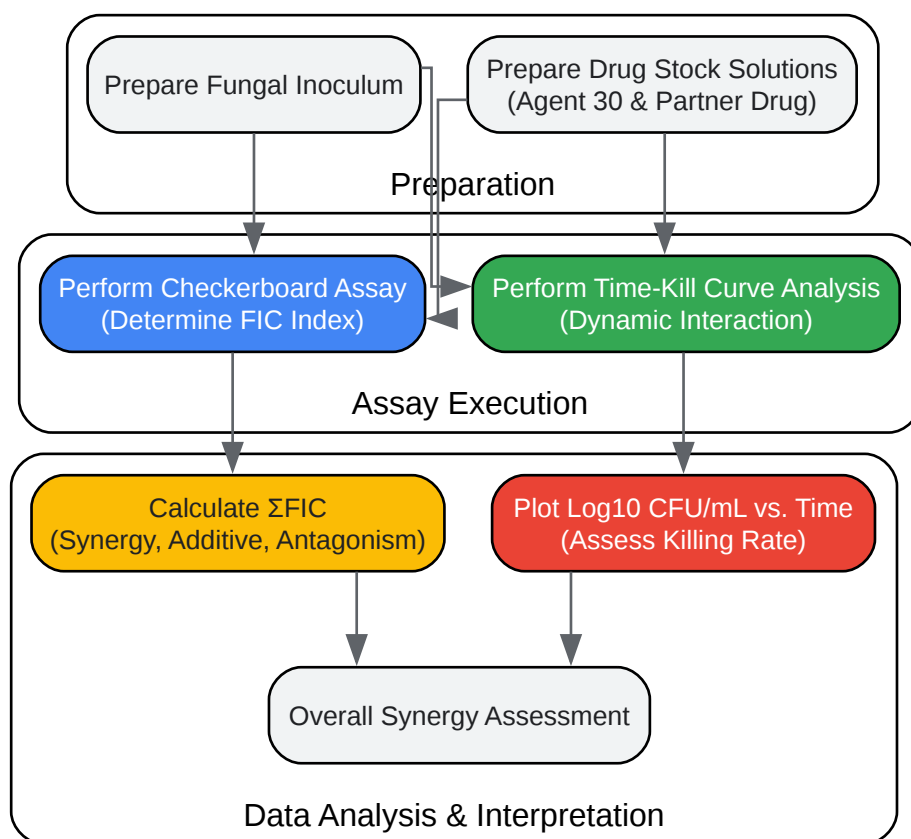 Prepare Fungal Inoculum
Prepare Drug Stock Solutions
(Agent 30 & Partner Drug)
Preparation
Perform Checkerboard Assay
(Determine FIC Index)
Perform Time-Kill Curve Analysis
(Dynamic Interaction)
Assay Execution
Calculate ΣFIC
(Synergy, Additive, Antagonism)
Plot Log10 CFU/mL vs. Time
(Assess Killing Rate)
Overall Synergy Assessment
Data Analysis & Interpretation